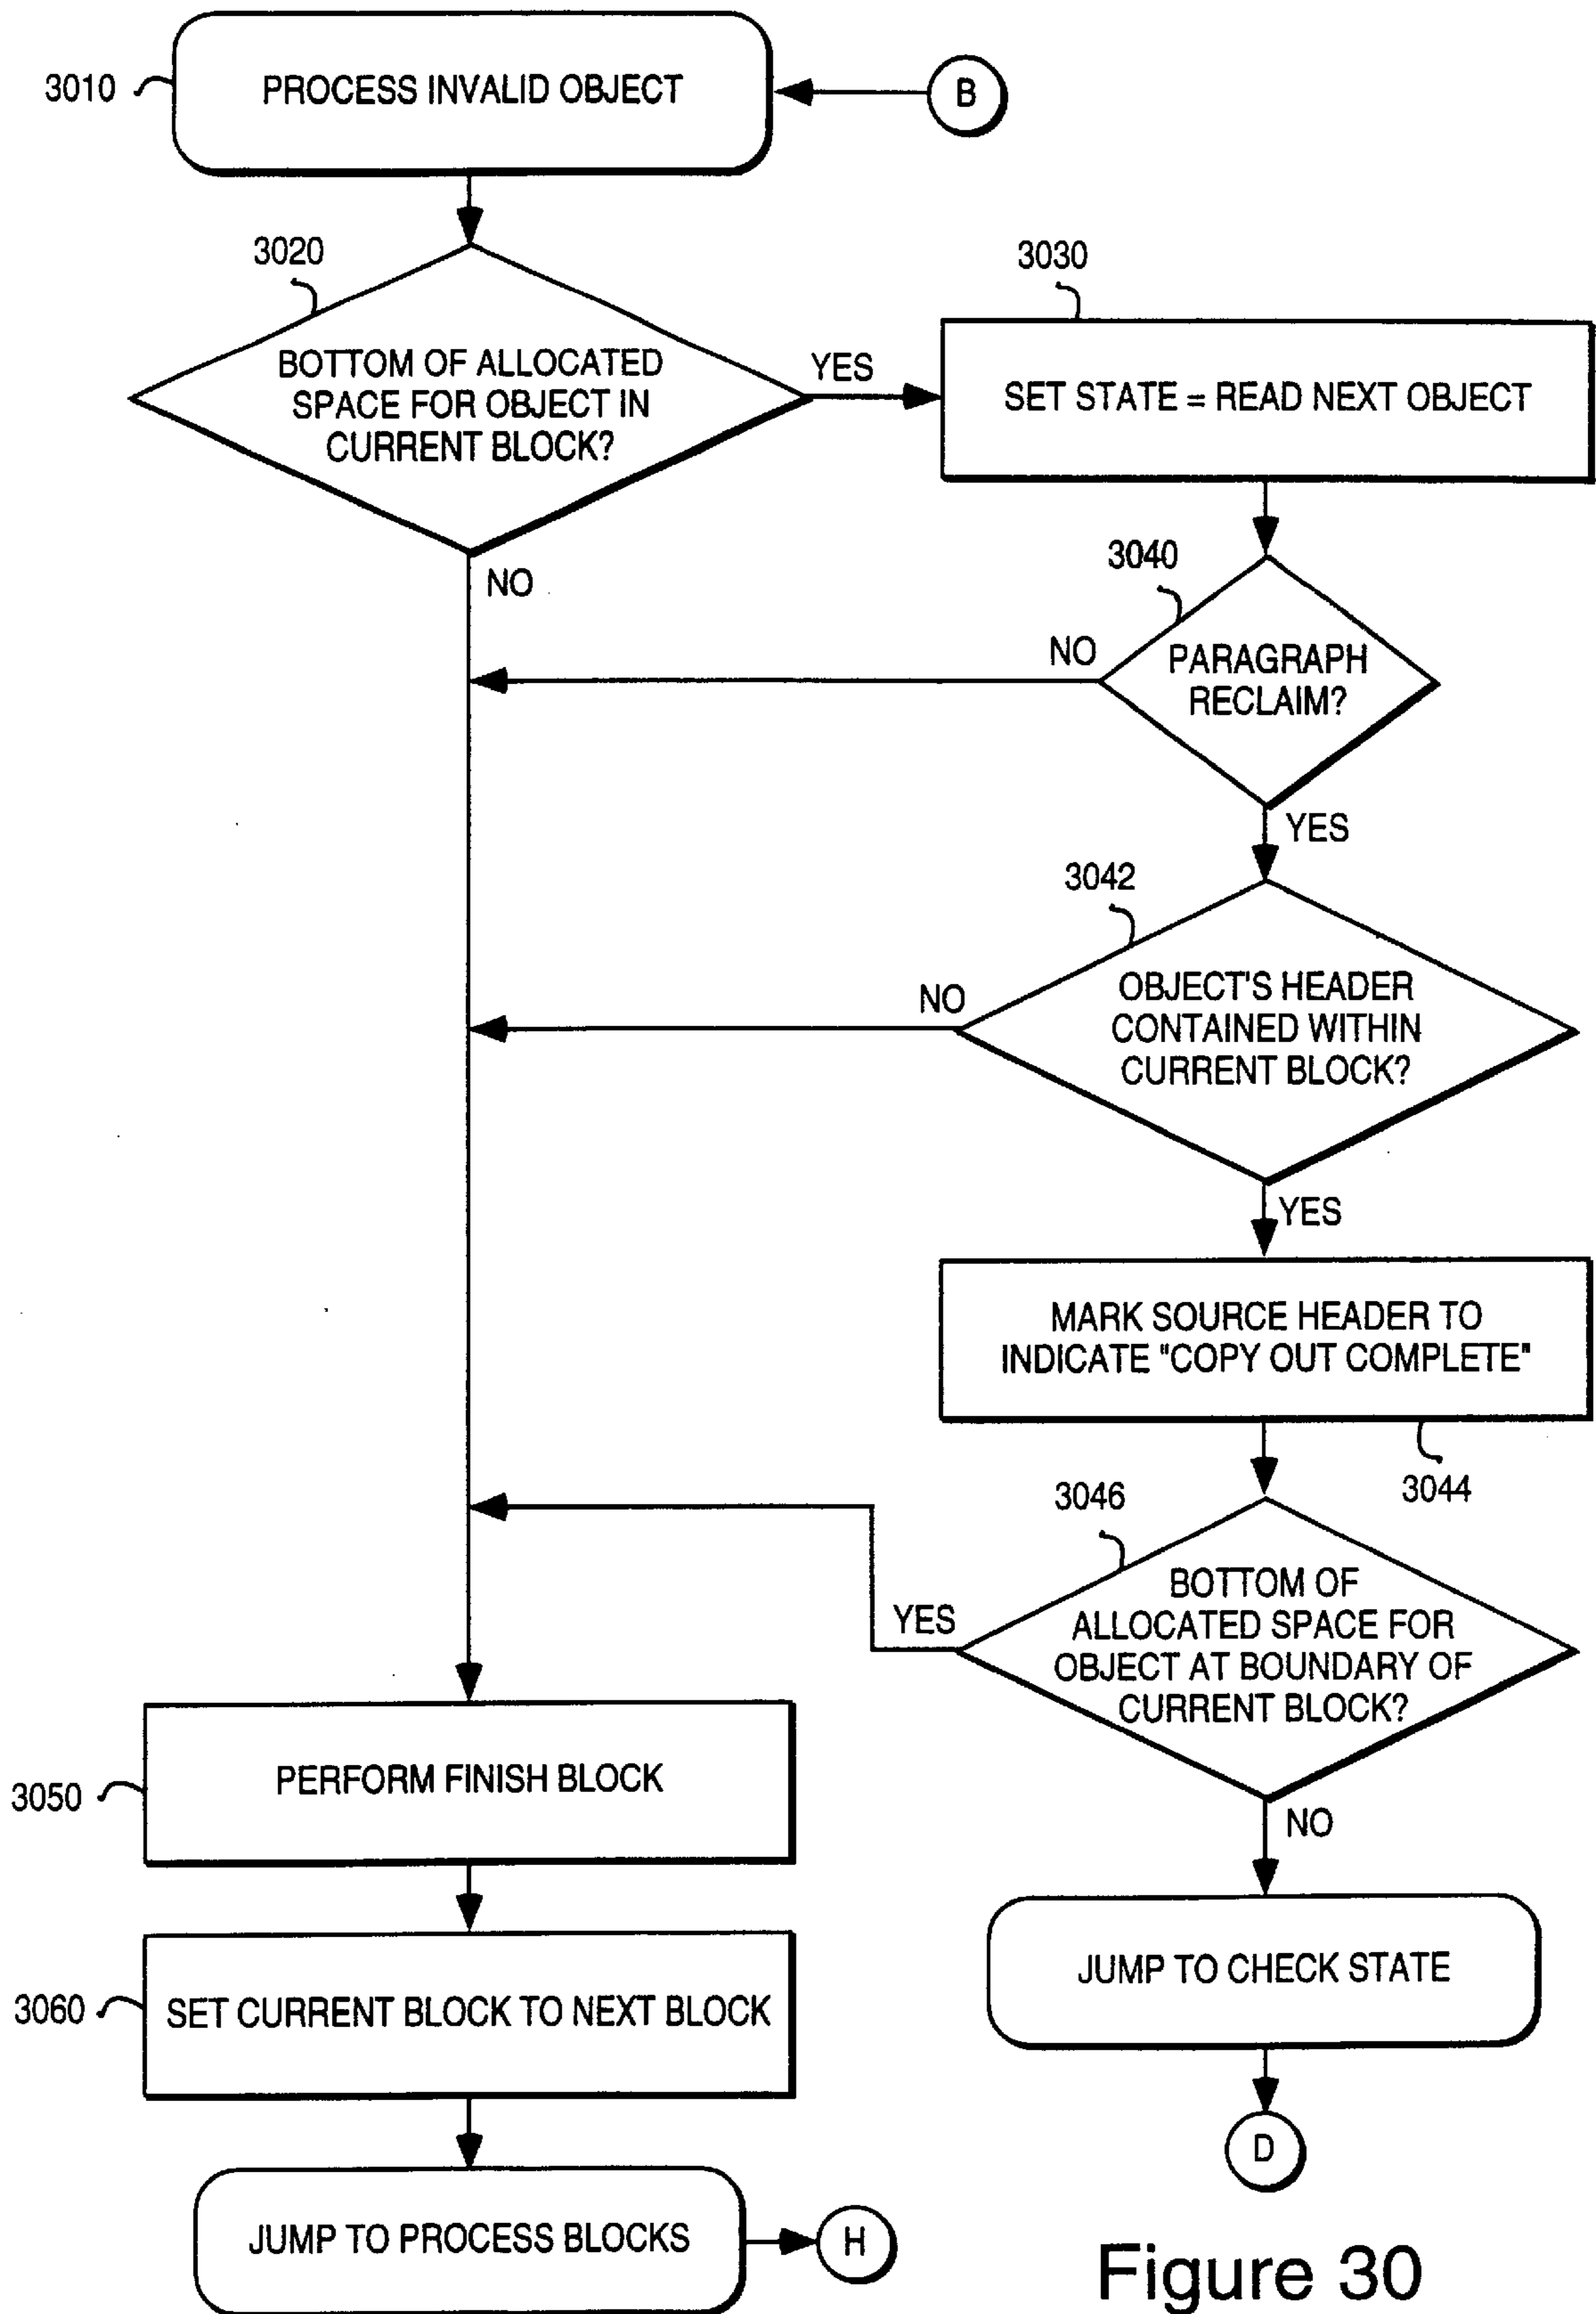 3010
PROCESS INVALID OBJECT
B
3020
BOTTOM OF ALLOCATED
SPACE FOR OBJECT IN
CURRENT BLOCK?
YES
NO
3030
SET STATE = READ NEXT OBJECT
3040
PARAGRAPH
RECLAIM?
NO
YES
3042
OBJECT'S HEADER
CONTAINED WITHIN
CURRENT BLOCK?
NO
YES
MARK SOURCE HEADER TO
INDICATE "COPY OUT COMPLETE"
3044
3046
BOTTOM OF
ALLOCATED SPACE FOR
OBJECT AT BOUNDARY OF
CURRENT BLOCK?
YES
NO
3050
PERFORM FINISH BLOCK
3060
SET CURRENT BLOCK TO NEXT BLOCK
JUMP TO PROCESS BLOCKS
H
JUMP TO CHECK STATE
D
Figure 30